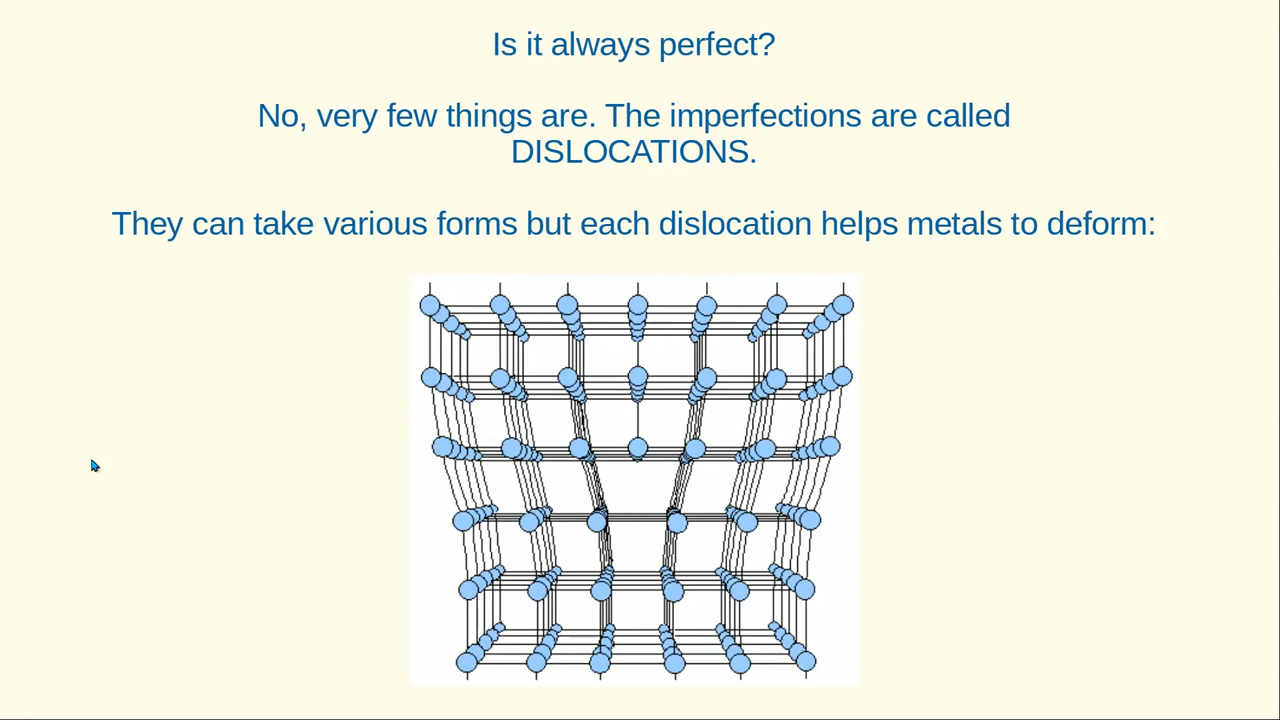 Is it always perfect?
No, very few things are. The imperfections are called
DISLOCATIONS.
They can take various forms but each dislocation helps metals to deform: